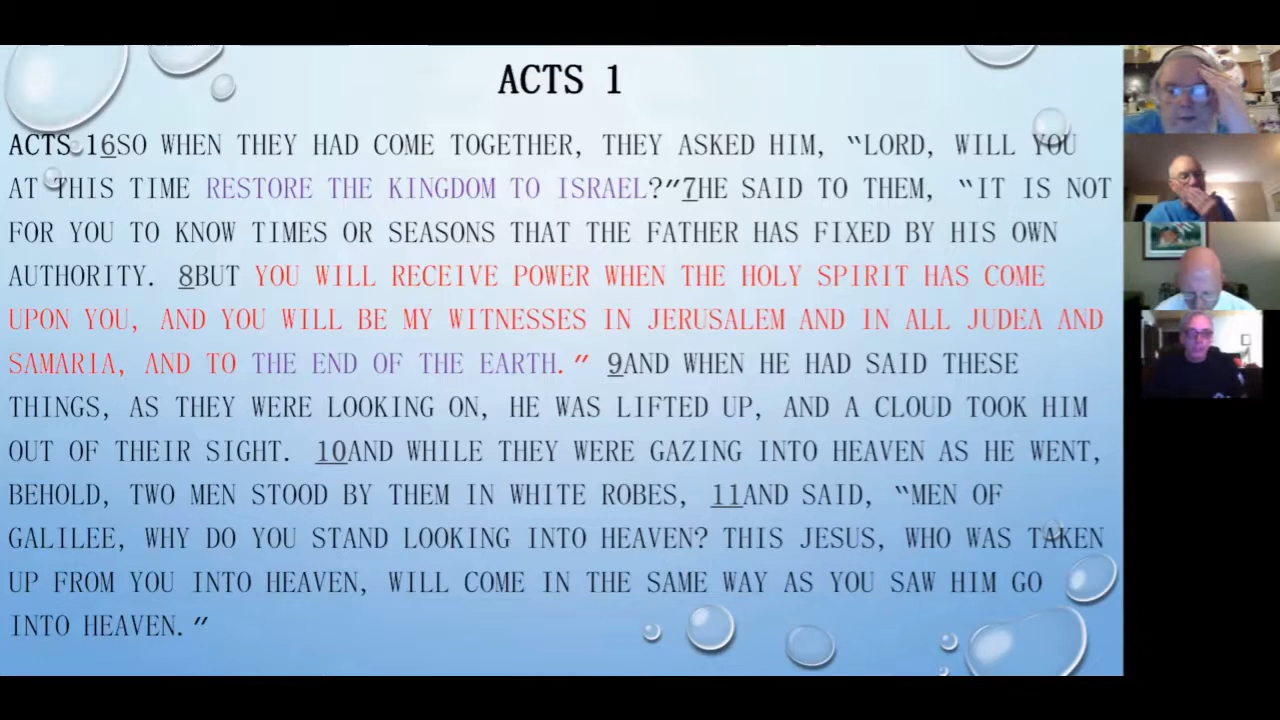 ACTS 1
ACTS 16SO WHEN THEY HAD COME TOGETHER, THEY ASKED HIM, “LORD, WILL YOU
AT THIS TIME RESTORE THE KINGDOM TO ISRAEL?”7HE SAID TO THEM, “IT IS NOT
FOR YOU TO KNOW TIMES OR SEASONS THAT THE FATHER HAS FIXED BY HIS OWN
AUTHORITY. 8BUT YOU WILL RECEIVE POWER WHEN THE HOLY SPIRIT HAS COME
UPON YOU, AND YOU WILL BE MY WITNESSES IN JERUSALEM AND IN ALL JUDEA AND
SAMARIA, AND TO THE END OF THE EARTH.” 9AND WHEN HE HAD SAID THESE
THINGS, AS THEY WERE LOOKING ON, HE WAS LIFTED UP, AND A CLOUD TOOK HIM
OUT OF THEIR SIGHT. 10AND WHILE THEY WERE GAZING INTO HEAVEN AS HE WENT,
BEHOLD, TWO MEN STOOD BY THEM IN WHITE ROBES, 11AND SAID, “MEN OF
GALILEE, WHY DO YOU STAND LOOKING INTO HEAVEN? THIS JESUS, WHO WAS TAKEN
UP FROM YOU INTO HEAVEN, WILL COME IN THE SAME WAY AS YOU SAW HIM GO
INTO HEAVEN.”